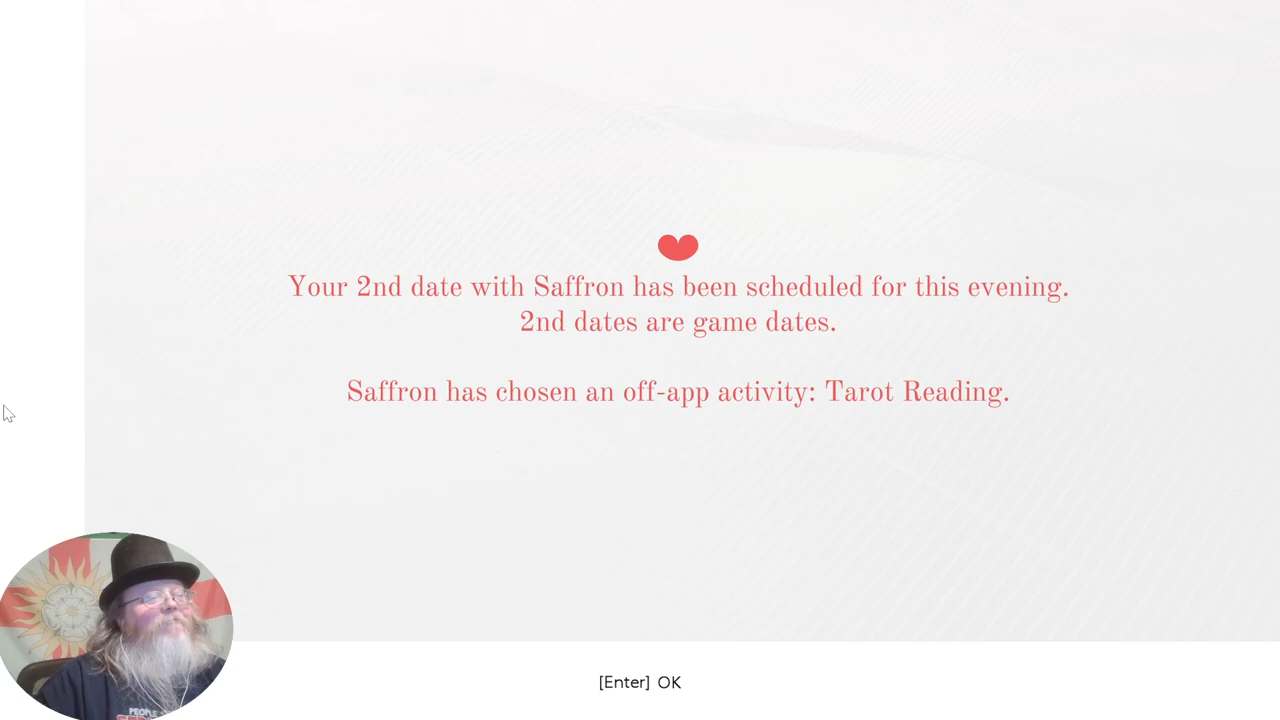 Your 2nd date with Saffron has been scheduled for this evening.
2nd dates are game dates.
Saffron has chosen an off-app activity: Tarot Reading.
[Enter] OK
PEOPLE